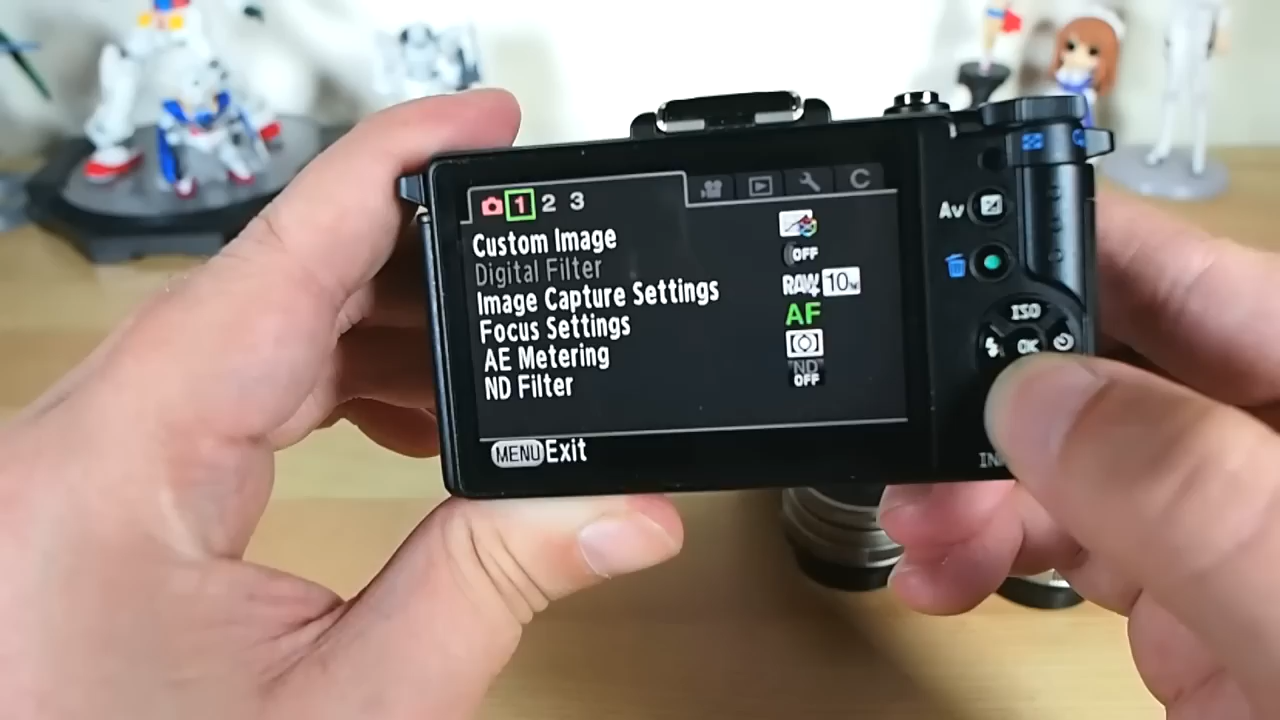 1 2 3 C
Custom Image
Digital Filter OFF
Image Capture Settings RAW+ 10M
Focus Settings AF
AE Metering
ND Filter "ND" OFF
MENU Exit
Av
ISO
OK